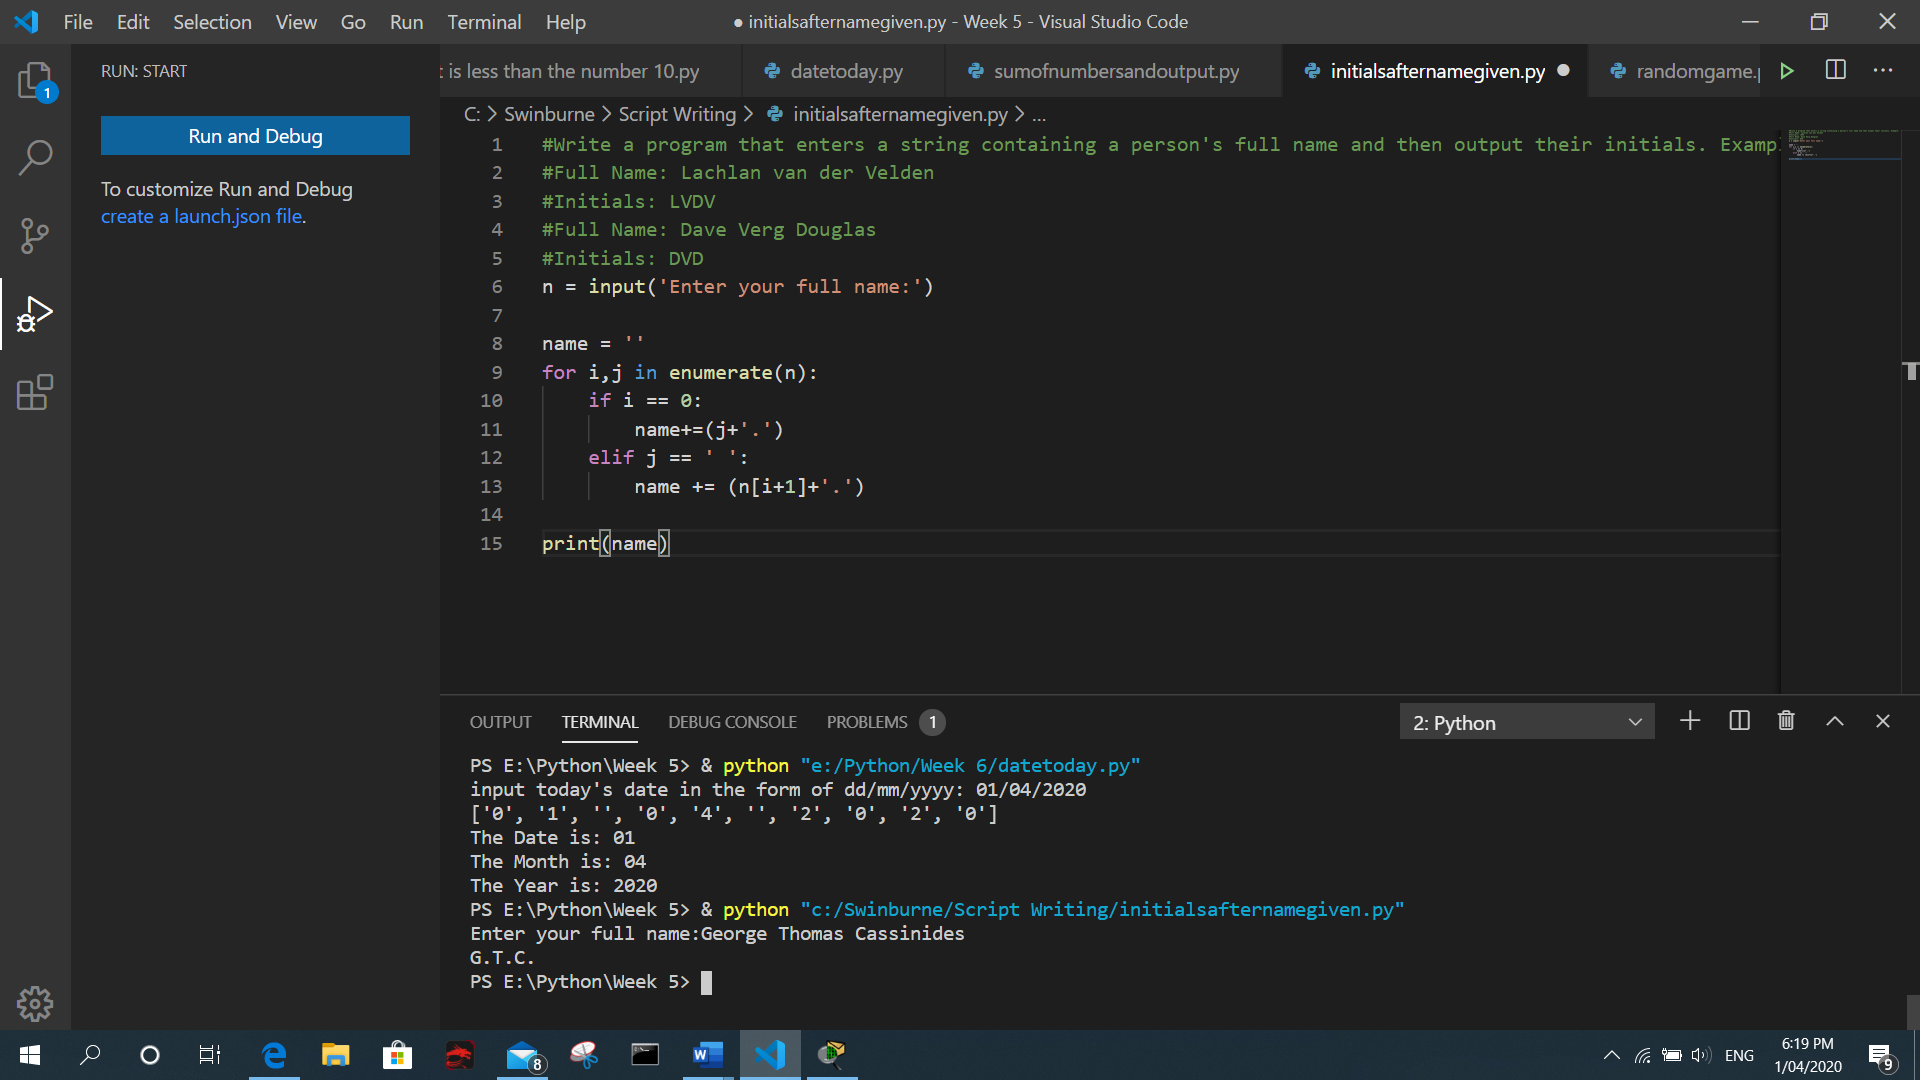 File Edit Selection View Go Run Terminal Help
● initialsafternamegiven.py - Week 5 - Visual Studio Code
RUN: START
t is less than the number 10.py datetoday.py sumofnumbersandoutput.py initialsafternamegiven.py ● randomgame.p
1
Run and Debug
To customize Run and Debug
create a launch.json file.
C: > Swinburne > Script Writing > initialsafternamegiven.py > ...
1 #Write a program that enters a string containing a person's full name and then output their initials. Examp
2 #Full Name: Lachlan van der Velden
3 #Initials: LVDV
4 #Full Name: Dave Verg Douglas
5 #Initials: DVD
6 n = input('Enter your full name:')
7
8 name = ''
9 for i,j in enumerate(n):
10 if i == 0:
11 name+=(j+'.')
12 elif j == ' ':
13 name += (n[i+1]+'.')
14
15 print(name)
OUTPUT TERMINAL DEBUG CONSOLE PROBLEMS 1
2: Python
PS E:\Python\Week 5> & python "e:/Python/Week 6/datetoday.py"
input today's date in the form of dd/mm/yyyy: 01/04/2020
['0', '1', '', '0', '4', '', '2', '0', '2', '0']
The Date is: 01
The Month is: 04
The Year is: 2020
PS E:\Python\Week 5> & python "c:/Swinburne/Script Writing/initialsafternamegiven.py"
Enter your full name:George Thomas Cassinides
G.T.C.
PS E:\Python\Week 5>
8
W
ENG
6:19 PM
1/04/2020
9